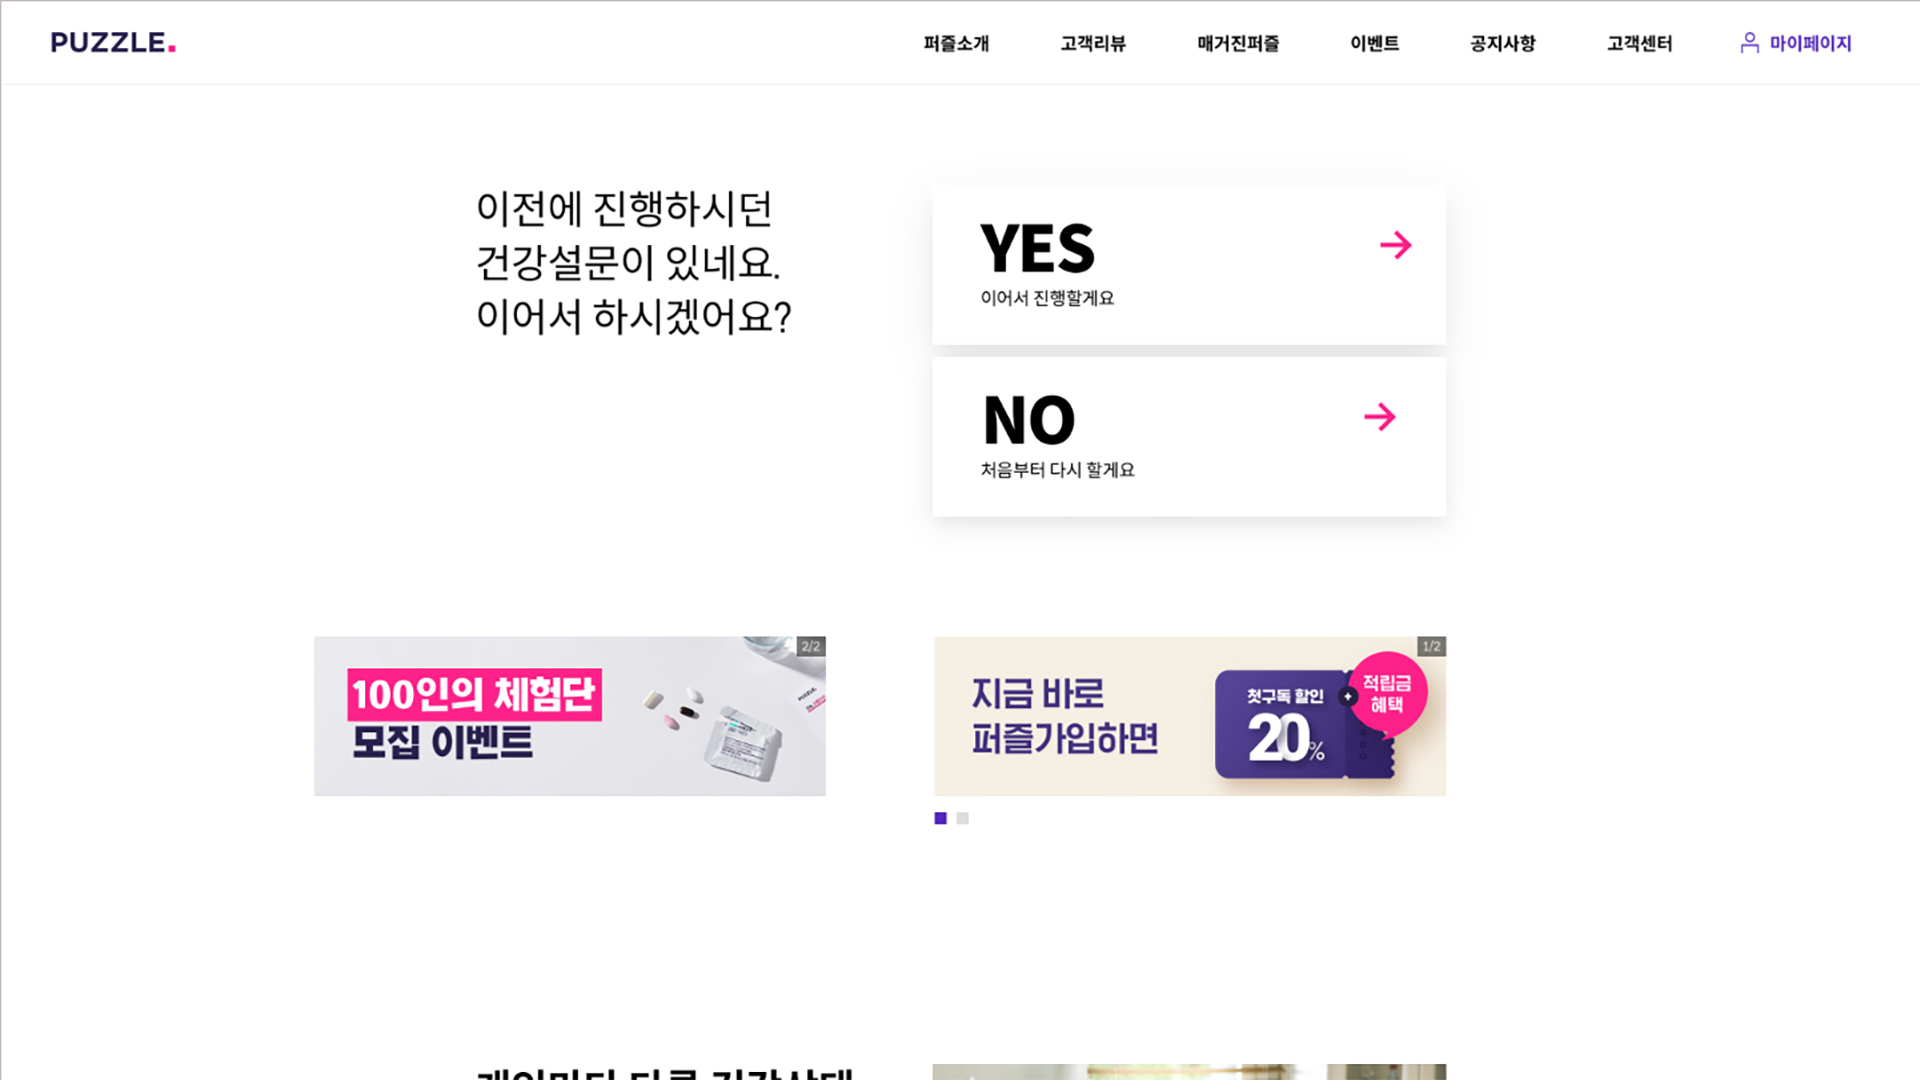 PUZZLE.
퍼즐소개 고객리뷰 매거진퍼즐 이벤트 공지사항 고객센터 마이페이지
이전에 진행하시던
건강설문이 있네요.
이어서 하시겠어요?
YES
이어서 진행할게요
NO
처음부터 다시 할게요
2/2
100인의 체험단
모집 이벤트
PUZZLE.
1/2
지금 바로
퍼즐가입하면
첫구독 할인
20%
+
적립금
혜택